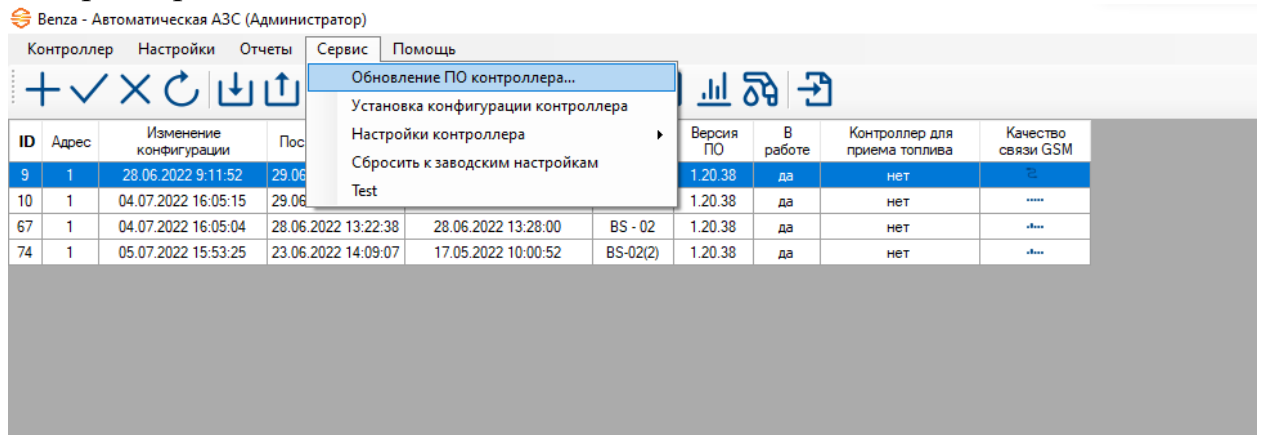 Benza - Автоматическая АЗС (Администратор)
Контроллер Настройки Отчеты Сервис Помощь
Обновление ПО контроллера...
Установка конфигурации контроллера
Настройки контроллера
Сбросить к заводским настройкам
Test
ID Адрес Изменение конфигурации Пос Версия ПО В работе Контроллер для приема топлива Качество связи GSM
9 1 28.06.2022 9:11:52 29.06 1.20.38 да нет
10 1 04.07.2022 16:05:15 29.06 1.20.38 да нет
67 1 04.07.2022 16:05:04 28.06.2022 13:22:38 28.06.2022 13:28:00 BS - 02 1.20.38 да нет
74 1 05.07.2022 15:53:25 23.06.2022 14:09:07 17.05.2022 10:00:52 BS-02(2) 1.20.38 да нет